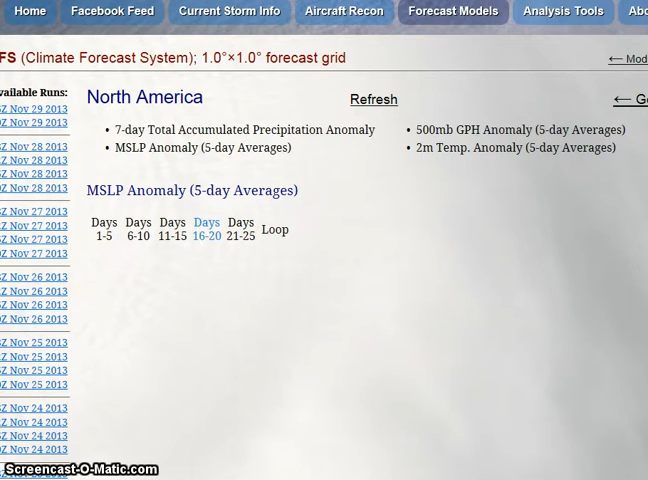 Home Facebook Feed Current Storm Info Aircraft Recon Forecast Models Analysis Tools
FS (Climate Forecast System); 1.0°×1.0° forecast grid
vailable Runs:
North America Refresh
Z Nov 29 2013
Z Nov 29 2013
• 7-day Total Accumulated Precipitation Anomaly • 500mb GPH Anomaly (5-day Averages)
• MSLP Anomaly (5-day Averages) • 2m Temp. Anomaly (5-day Averages)
Z Nov 28 2013
Z Nov 28 2013
Z Nov 28 2013
Z Nov 28 2013
MSLP Anomaly (5-day Averages)
Z Nov 27 2013
Z Nov 27 2013
Z Nov 27 2013
Z Nov 27 2013
Days Days Days Days Days
1-5 6-10 11-15 16-20 21-25 Loop
Z Nov 26 2013
Z Nov 26 2013
Z Nov 26 2013
Z Nov 26 2013
Z Nov 25 2013
Z Nov 25 2013
Z Nov 25 2013
Z Nov 25 2013
Z Nov 24 2013
Z Nov 24 2013
Z Nov 24 2013
Z Nov 24 2013
Screencast-O-Matic.com